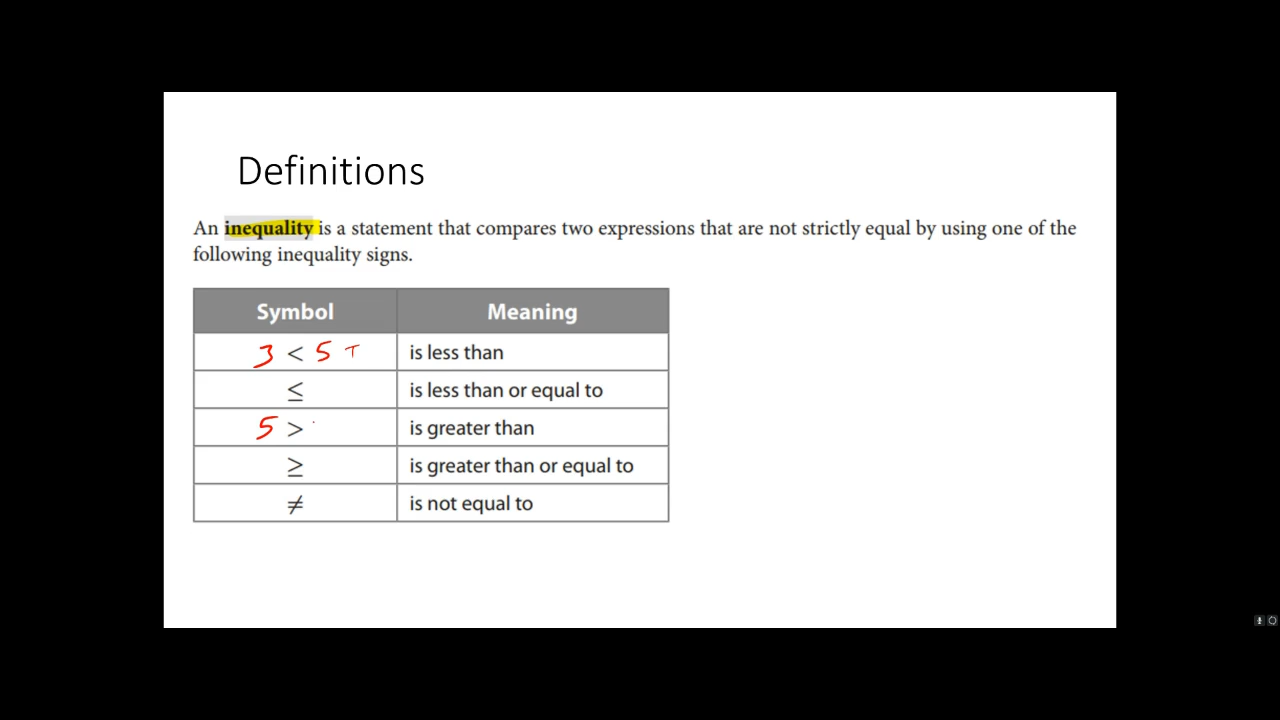 Definitions
An inequality is a statement that compares two expressions that are not strictly equal by using one of the
following inequality signs.
Symbol Meaning
3 < 5 T is less than
≤ is less than or equal to
5 > is greater than
≥ is greater than or equal to
≠ is not equal to